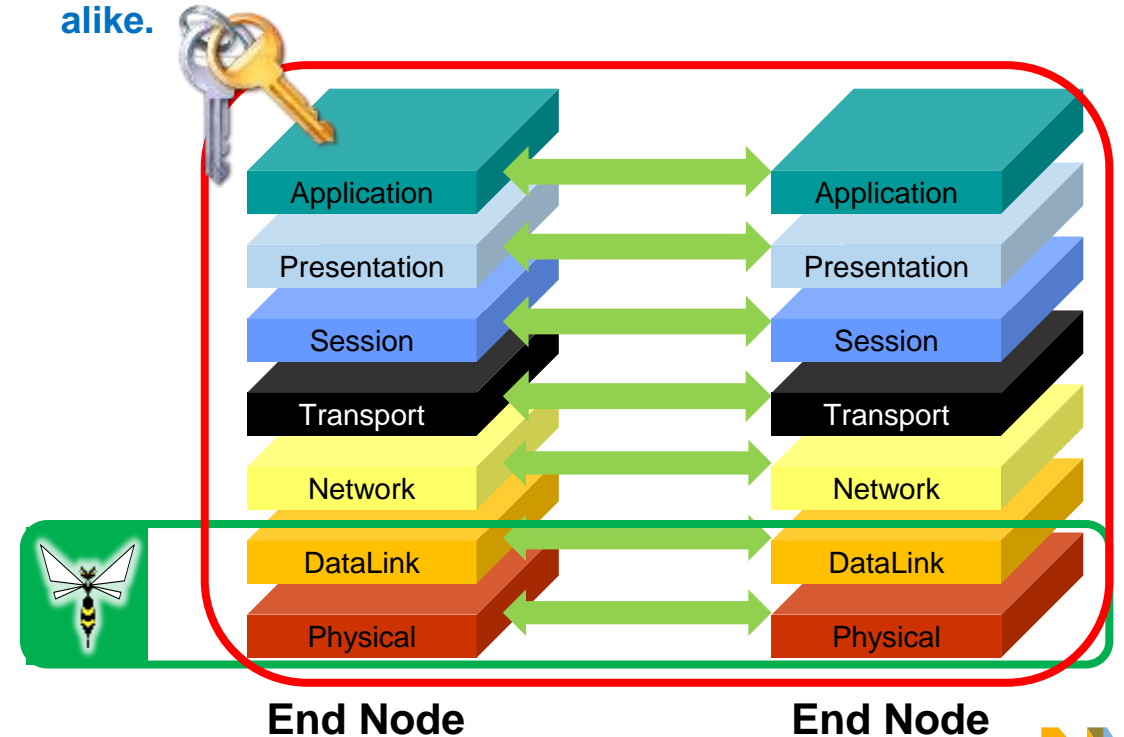 alike.
Application Application
Presentation Presentation
Session Session
Transport Transport
Network Network
DataLink DataLink
Physical Physical
End Node End Node